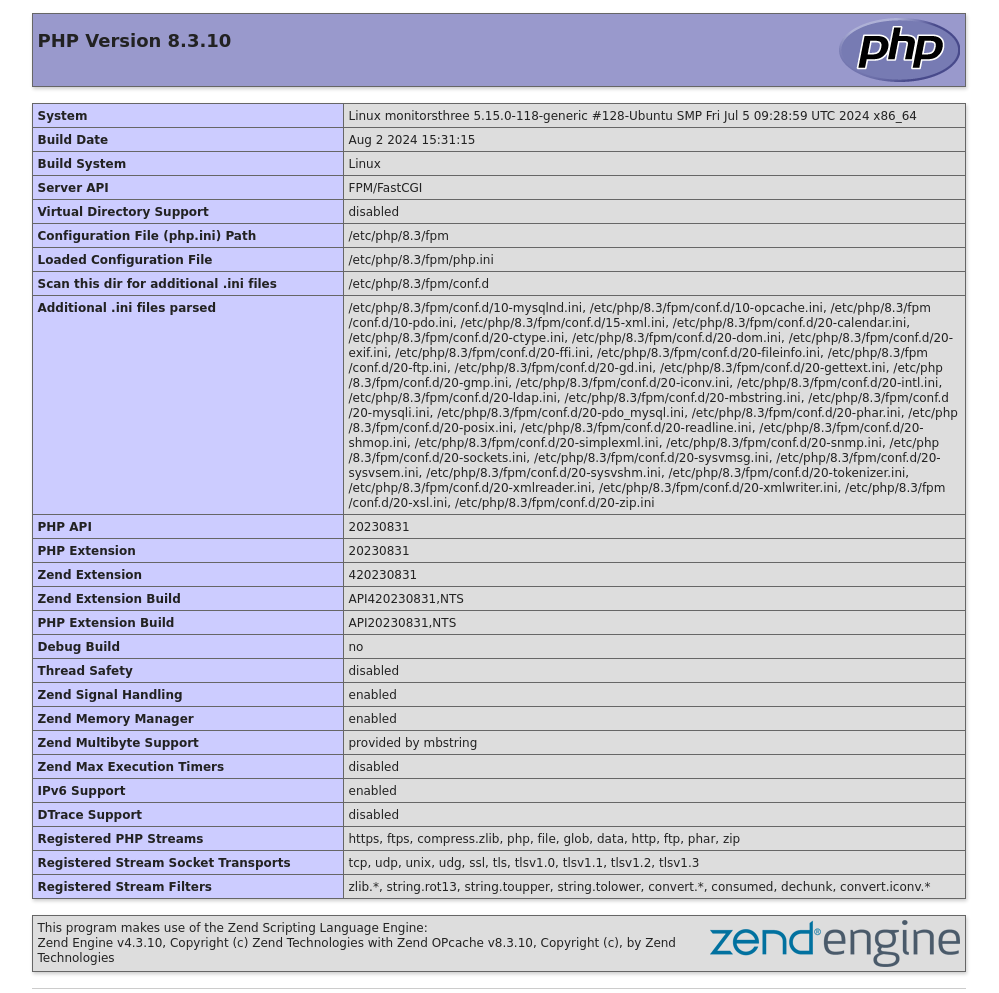 PHP Version 8.3.10
php
System Linux monitorsthree 5.15.0-118-generic #128-Ubuntu SMP Fri Jul 5 09:28:59 UTC 2024 x86_64
Build Date Aug 2 2024 15:31:15
Build System Linux
Server API FPM/FastCGI
Virtual Directory Support disabled
Configuration File (php.ini) Path /etc/php/8.3/fpm
Loaded Configuration File /etc/php/8.3/fpm/php.ini
Scan this dir for additional .ini files /etc/php/8.3/fpm/conf.d
Additional .ini files parsed /etc/php/8.3/fpm/conf.d/10-mysqlnd.ini, /etc/php/8.3/fpm/conf.d/10-opcache.ini, /etc/php/8.3/fpm
/conf.d/10-pdo.ini, /etc/php/8.3/fpm/conf.d/15-xml.ini, /etc/php/8.3/fpm/conf.d/20-calendar.ini,
/etc/php/8.3/fpm/conf.d/20-ctype.ini, /etc/php/8.3/fpm/conf.d/20-dom.ini, /etc/php/8.3/fpm/conf.d/20-
exif.ini, /etc/php/8.3/fpm/conf.d/20-ffi.ini, /etc/php/8.3/fpm/conf.d/20-fileinfo.ini, /etc/php/8.3/fpm
/conf.d/20-ftp.ini, /etc/php/8.3/fpm/conf.d/20-gd.ini, /etc/php/8.3/fpm/conf.d/20-gettext.ini, /etc/php
/8.3/fpm/conf.d/20-gmp.ini, /etc/php/8.3/fpm/conf.d/20-iconv.ini, /etc/php/8.3/fpm/conf.d/20-intl.ini,
/etc/php/8.3/fpm/conf.d/20-ldap.ini, /etc/php/8.3/fpm/conf.d/20-mbstring.ini, /etc/php/8.3/fpm/conf.d
/20-mysqli.ini, /etc/php/8.3/fpm/conf.d/20-pdo_mysql.ini, /etc/php/8.3/fpm/conf.d/20-phar.ini, /etc/php
/8.3/fpm/conf.d/20-posix.ini, /etc/php/8.3/fpm/conf.d/20-readline.ini, /etc/php/8.3/fpm/conf.d/20-
shmop.ini, /etc/php/8.3/fpm/conf.d/20-simplexml.ini, /etc/php/8.3/fpm/conf.d/20-snmp.ini, /etc/php
/8.3/fpm/conf.d/20-sockets.ini, /etc/php/8.3/fpm/conf.d/20-sysvmsg.ini, /etc/php/8.3/fpm/conf.d/20-
sysvsem.ini, /etc/php/8.3/fpm/conf.d/20-sysvshm.ini, /etc/php/8.3/fpm/conf.d/20-tokenizer.ini,
/etc/php/8.3/fpm/conf.d/20-xmlreader.ini, /etc/php/8.3/fpm/conf.d/20-xmlwriter.ini, /etc/php/8.3/fpm
/conf.d/20-xsl.ini, /etc/php/8.3/fpm/conf.d/20-zip.ini
PHP API 20230831
PHP Extension 20230831
Zend Extension 420230831
Zend Extension Build API420230831,NTS
PHP Extension Build API20230831,NTS
Debug Build no
Thread Safety disabled
Zend Signal Handling enabled
Zend Memory Manager enabled
Zend Multibyte Support provided by mbstring
Zend Max Execution Timers disabled
IPv6 Support enabled
DTrace Support disabled
Registered PHP Streams https, ftps, compress.zlib, php, file, glob, data, http, ftp, phar, zip
Registered Stream Socket Transports tcp, udp, unix, udg, ssl, tls, tlsv1.0, tlsv1.1, tlsv1.2, tlsv1.3
Registered Stream Filters zlib.*, string.rot13, string.toupper, string.tolower, convert.*, consumed, dechunk, convert.iconv.*
This program makes use of the Zend Scripting Language Engine:
Zend Engine v4.3.10, Copyright (c) Zend Technologies with Zend OPcache v8.3.10, Copyright (c), by Zend
Technologies
zend®engine